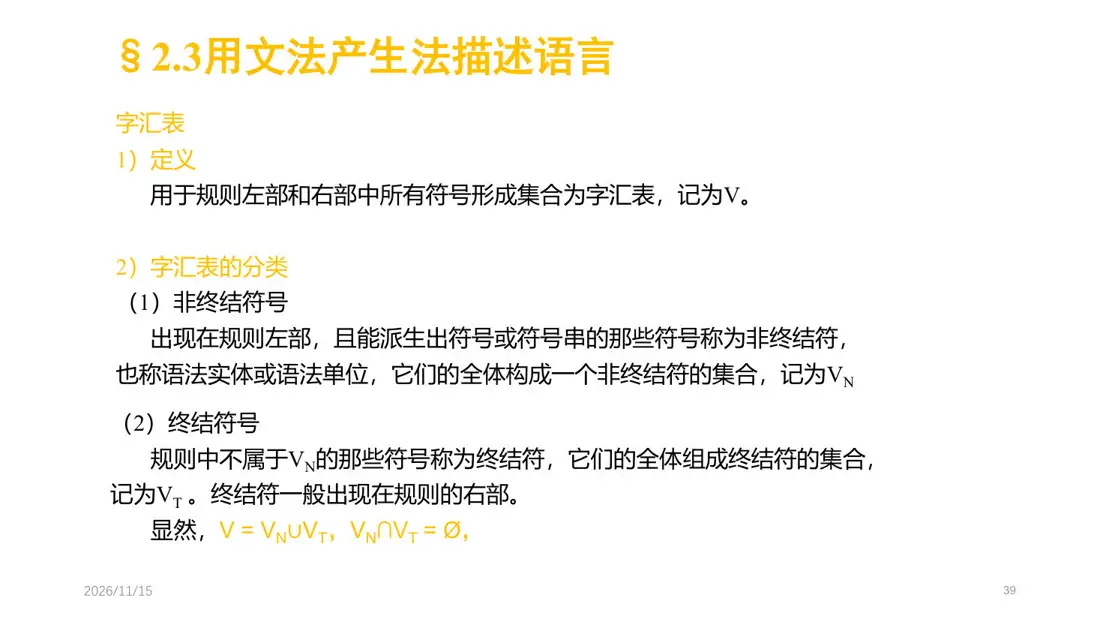 §2.3用文法产生法描述语言
字汇表
1）定义
用于规则左部和右部中所有符号形成集合为字汇表，记为V。
2）字汇表的分类
（1）非终结符号
出现在规则左部，且能派生出符号或符号串的那些符号称为非终结符，
也称语法实体或语法单位，它们的全体构成一个非终结符的集合，记为VN
（2）终结符号
规则中不属于VN的那些符号称为终结符，它们的全体组成终结符的集合，
记为VT 。终结符一般出现在规则的右部。
显然，V = VN∪VT，VN∩VT = Ø，
2026/11/15
39